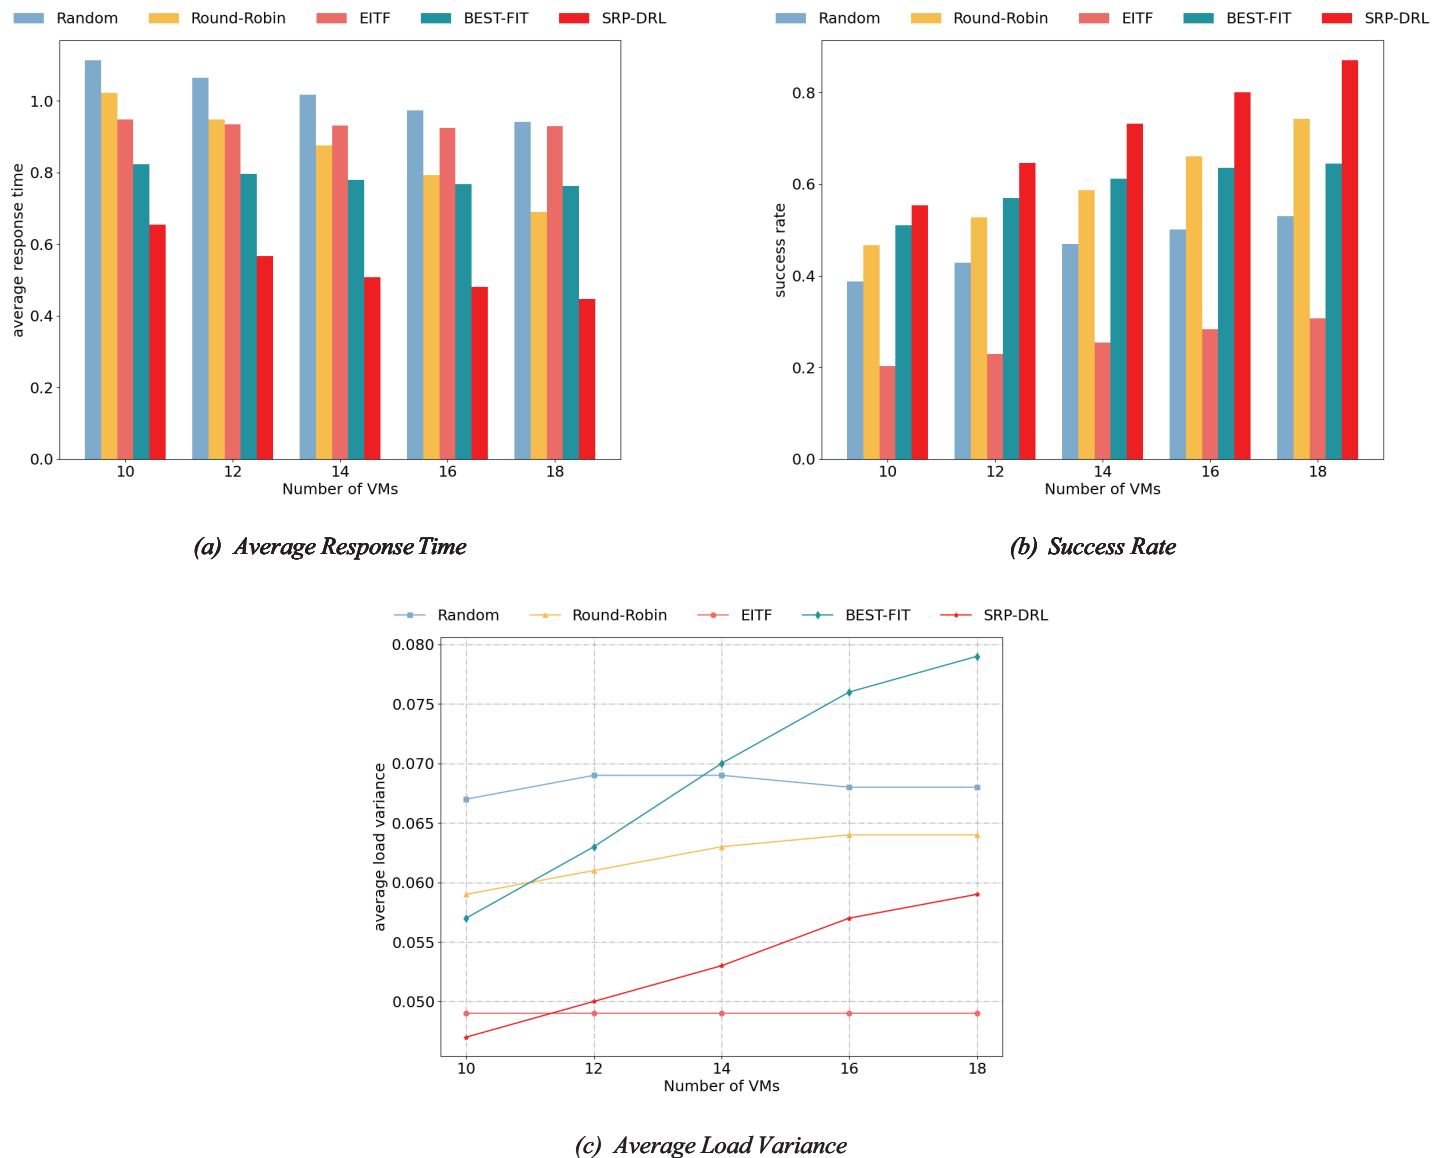 Random Round-Robin EITF BEST-FIT SRP-DRL
average response time
1.0
0.8
0.6
0.4
0.2
0.0
10 12 14 16 18
Number of VMs
(a) Average Response Time
Random Round-Robin EITF BEST-FIT SRP-DRL
success rate
0.8
0.6
0.4
0.2
0.0
10 12 14 16 18
Number of VMs
(b) Success Rate
Random Round-Robin EITF BEST-FIT SRP-DRL
average load variance
0.080
0.075
0.070
0.065
0.060
0.055
0.050
10 12 14 16 18
Number of VMs
(c) Average Load Variance